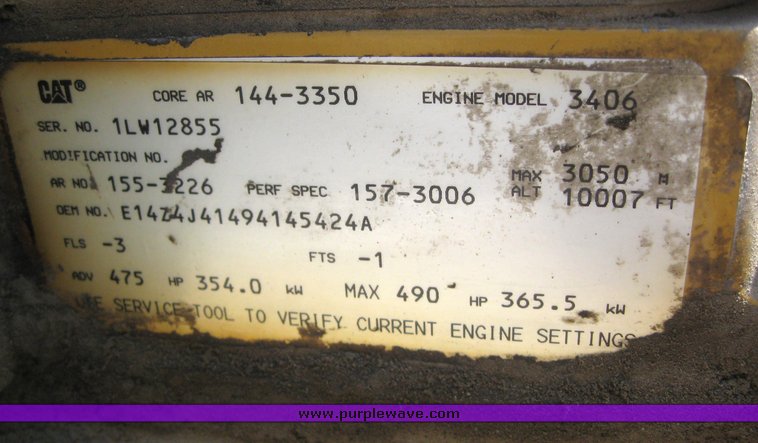 CAT® CORE AR 144-3350 ENGINE MODEL 3406
SER. NO. 1LW12855
MODIFICATION NO.
AR NO. 155-3226 PERF SPEC 157-3006 MAX ALT 3050 M 10007 FT
OEM NO. E14Z4J41494145424A
FLS -3 FTS -1
ADV 475 HP 354.0 kW MAX 490 HP 365.5 kW
USE SERVICE TOOL TO VERIFY CURRENT ENGINE SETTINGS
www.purplewave.com